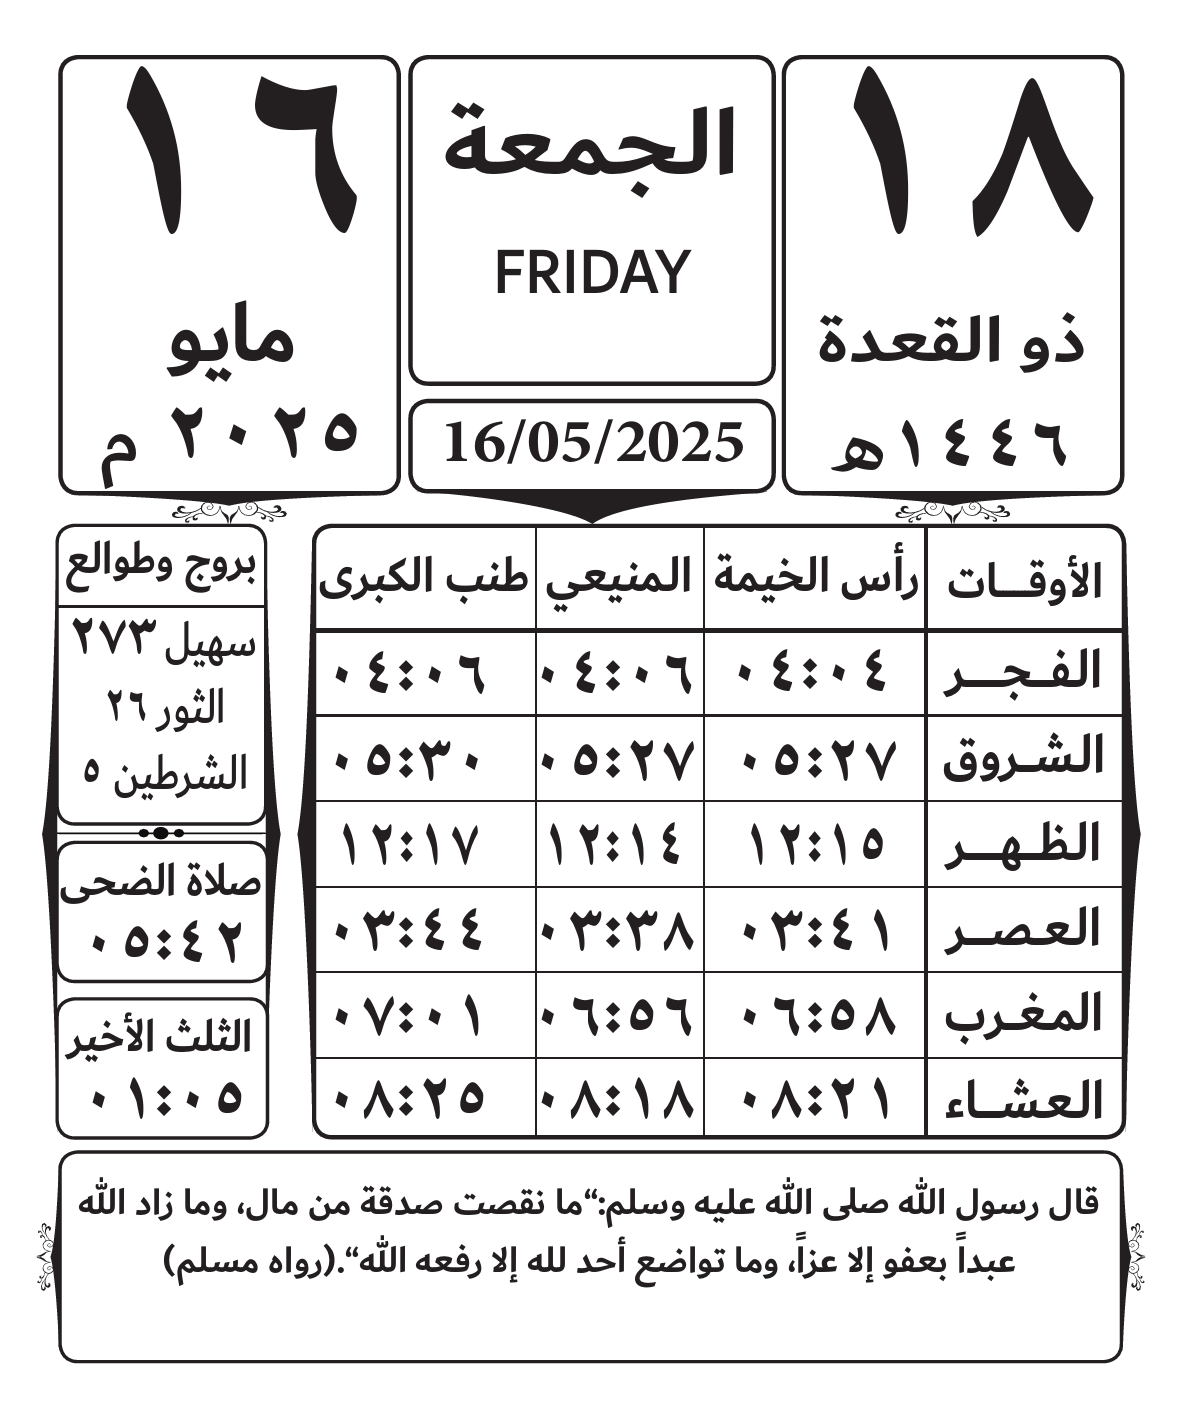 ١٨
ذو القعدة
١٤٤٦هـ
الجمعة
FRIDAY
16/05/2025
١٦
مايو
٢٠٢٥ م
الأوقــات رأس الخيمة المنيعي طنب الكبرى
الفـجــر ٠٤:٠٤ ٠٤:٠٦ ٠٤:٠٦
الشـروق ٠٥:٢٧ ٠٥:٢٧ ٠٥:٣٠
الظـهــر ١٢:١٥ ١٢:١٤ ١٢:١٧
العـصــر ٠٣:٤١ ٠٣:٣٨ ٠٣:٤٤
المغـرب ٠٦:٥٨ ٠٦:٥٦ ٠٧:٠١
العشــاء ٠٨:٢١ ٠٨:١٨ ٠٨:٢٥
بروج وطوالع
سهيل ٢٧٣
الثور ٢٦
الشرطين ٥
صلاة الضحى
٠٥:٤٢
الثلث الأخير
٠١:٠٥
قال رسول الله صلى الله عليه وسلم:“ما نقصت صدقة من مال، وما زاد الله
عبداً بعفو إلا عزاً، وما تواضع أحد لله إلا رفعه الله“.(رواه مسلم)